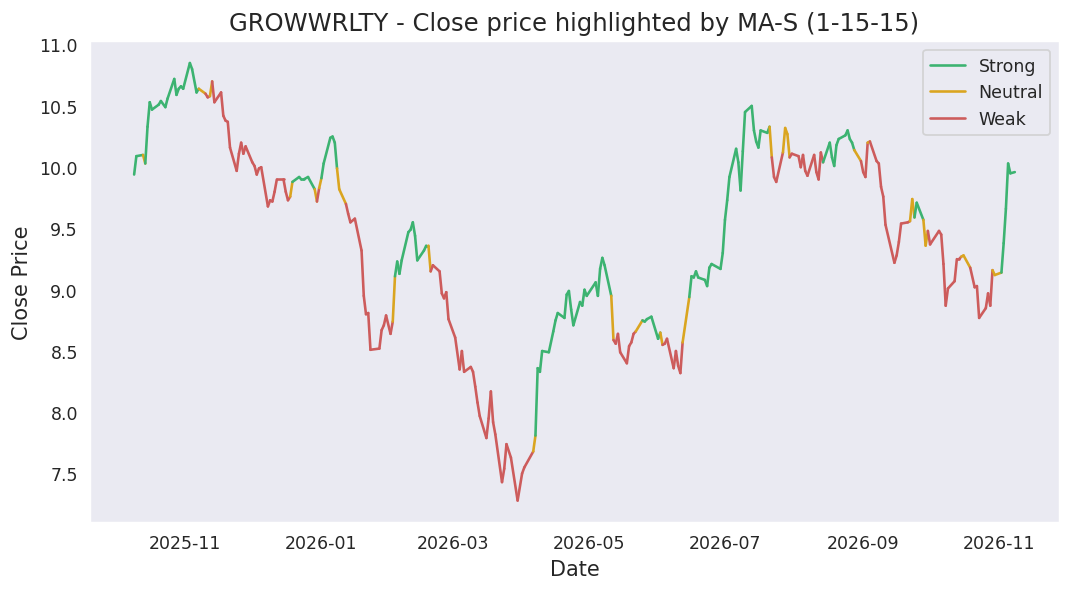 GROWWRLTY - Close price highlighted by MA-S (1-15-15)
Strong
Neutral
Weak
Close Price
11.0
10.5
10.0
9.5
9.0
8.5
8.0
7.5
2025-11
2026-01
2026-03
2026-05
2026-07
2026-09
2026-11
Date